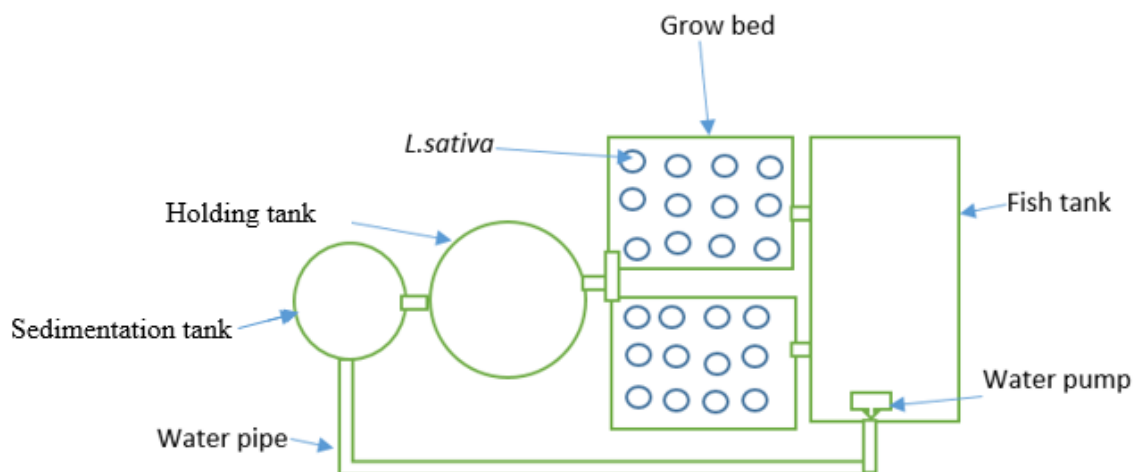 Grow bed
L.sativa
Holding tank
Fish tank
Sedimentation tank
Water pump
Water pipe